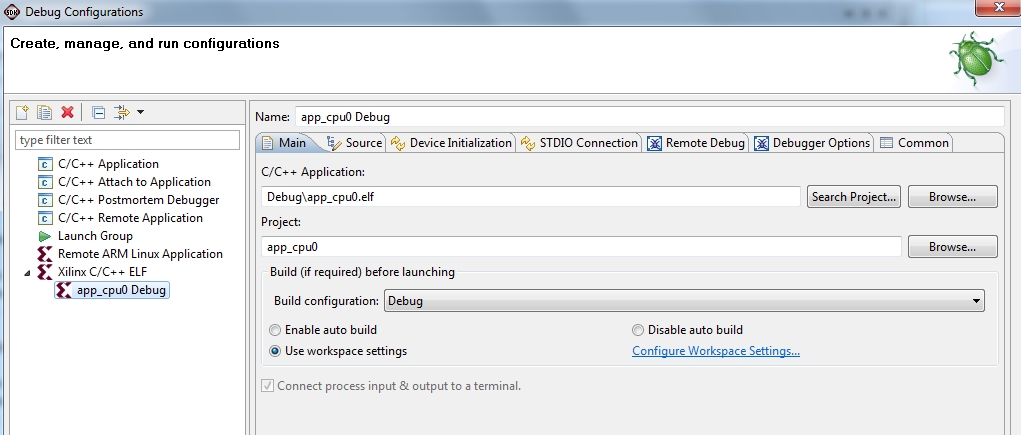 SDK Debug Configurations
Create, manage, and run configurations
type filter text
C/C++ Application
C/C++ Attach to Application
C/C++ Postmortem Debugger
C/C++ Remote Application
Launch Group
Remote ARM Linux Application
Xilinx C/C++ ELF
app_cpu0 Debug
Name: app_cpu0 Debug
Main Source Device Initialization STDIO Connection Remote Debug Debugger Options Common
C/C++ Application:
Debug\app_cpu0.elf Search Project... Browse...
Project:
app_cpu0 Browse...
Build (if required) before launching
Build configuration: Debug
Enable auto build Disable auto build
Use workspace settings Configure Workspace Settings...
Connect process input & output to a terminal.